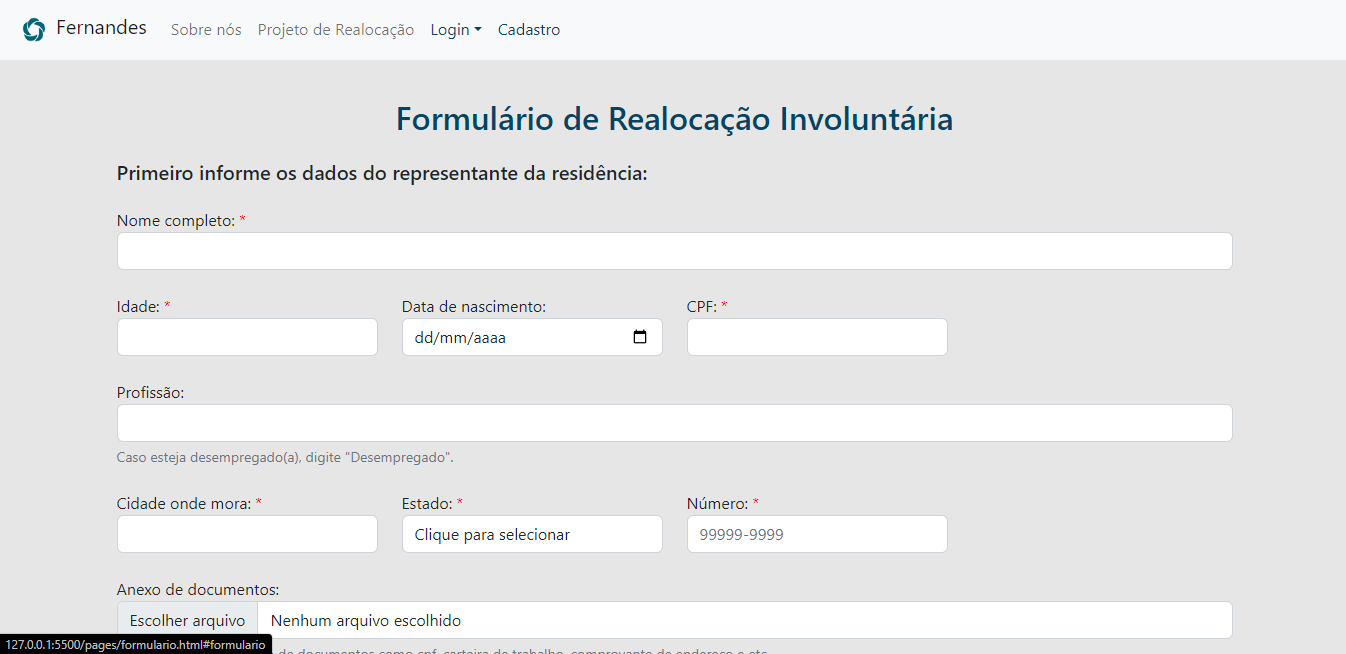 Fernandes Sobre nós Projeto de Realocação Login Cadastro
Formulário de Realocação Involuntária
Primeiro informe os dados do representante da residência:
Nome completo: *
Idade: * Data de nascimento: CPF: *
dd/mm/aaaa
Profissão:
Caso esteja desempregado(a), digite "Desempregado".
Cidade onde mora: * Estado: * Número: *
Clique para selecionar 99999-9999
Anexo de documentos:
Escolher arquivo Nenhum arquivo escolhido
127.0.0.1:5500/pages/formulario.html#formulario
de documentos como cpf, carteira de trabalho, comprovante de endereço e etc.